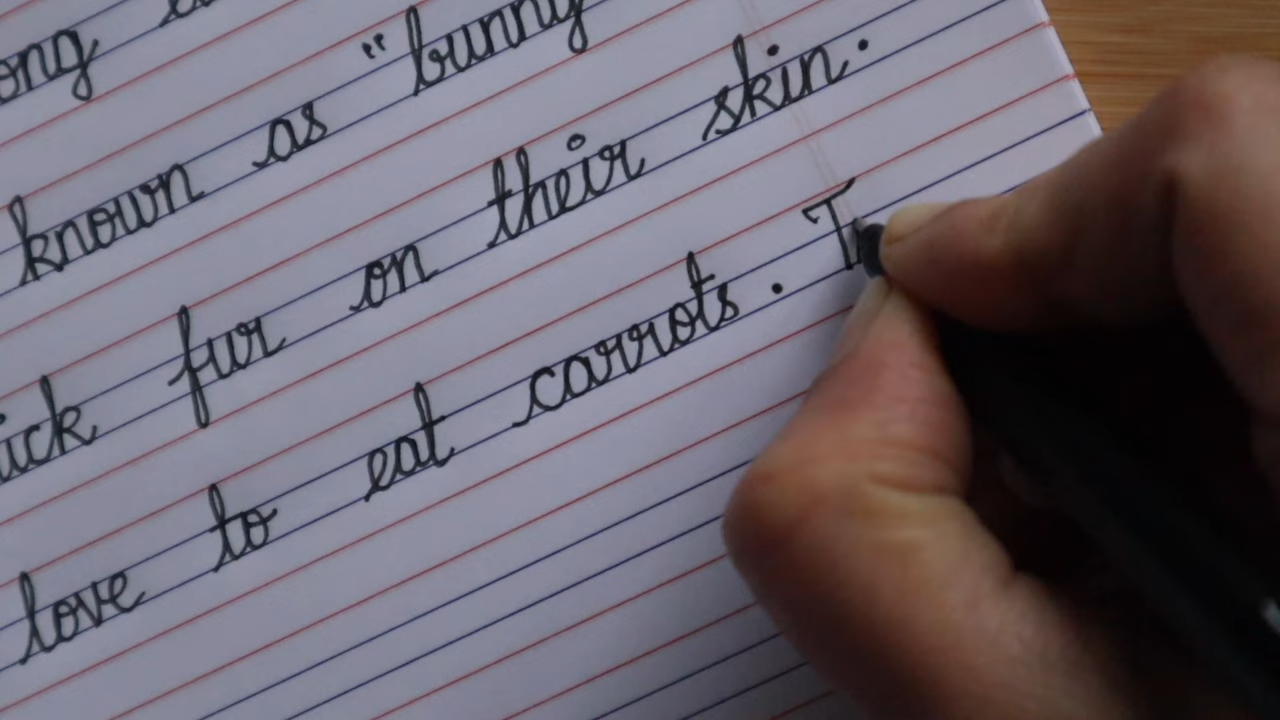 ong
known as "bunny
ick fur on their skin.
love to eat carrots. T